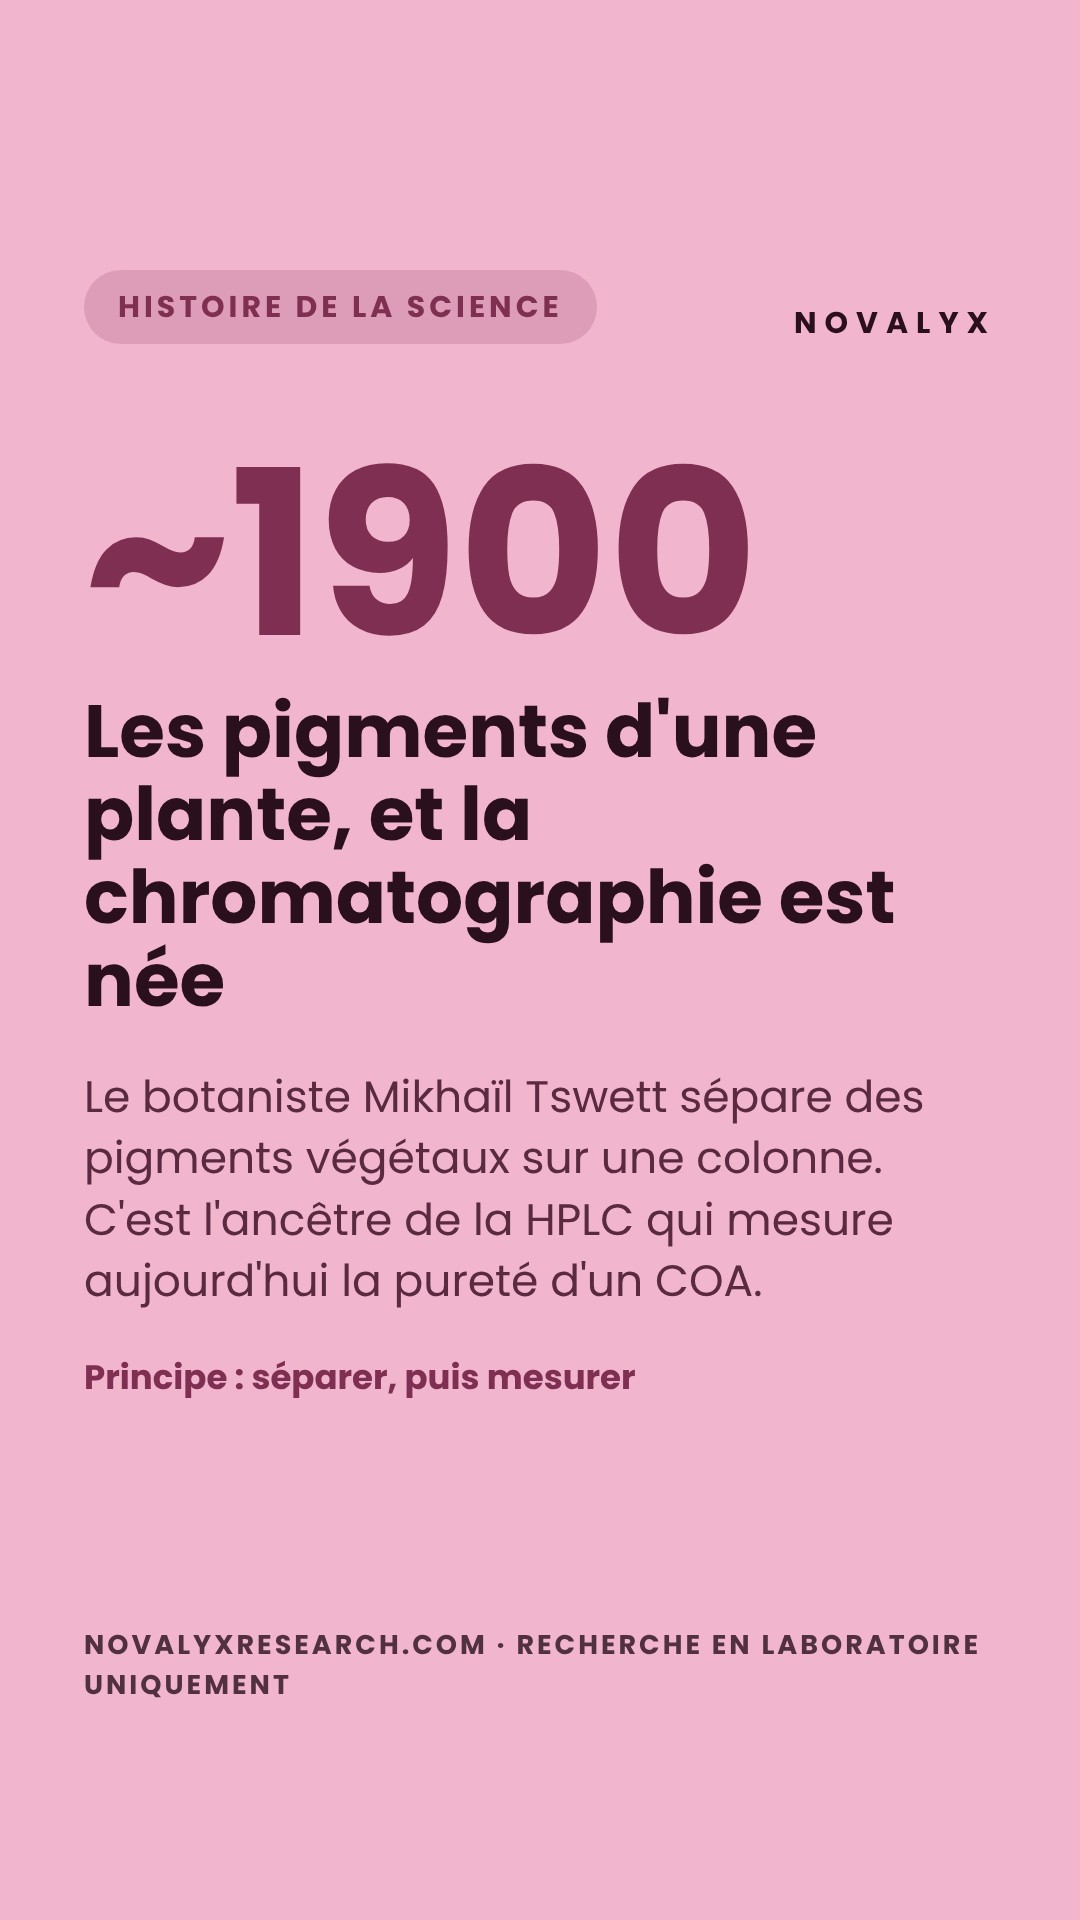 HISTOIRE DE LA SCIENCE
NOVALYX
~1900
Les pigments d'une
plante, et la
chromatographie est
née
Le botaniste Mikhaïl Tswett sépare des
pigments végétaux sur une colonne.
C'est l'ancêtre de la HPLC qui mesure
aujourd'hui la pureté d'un COA.
Principe : séparer, puis mesurer
NOVALYXRESEARCH.COM · RECHERCHE EN LABORATOIRE
UNIQUEMENT